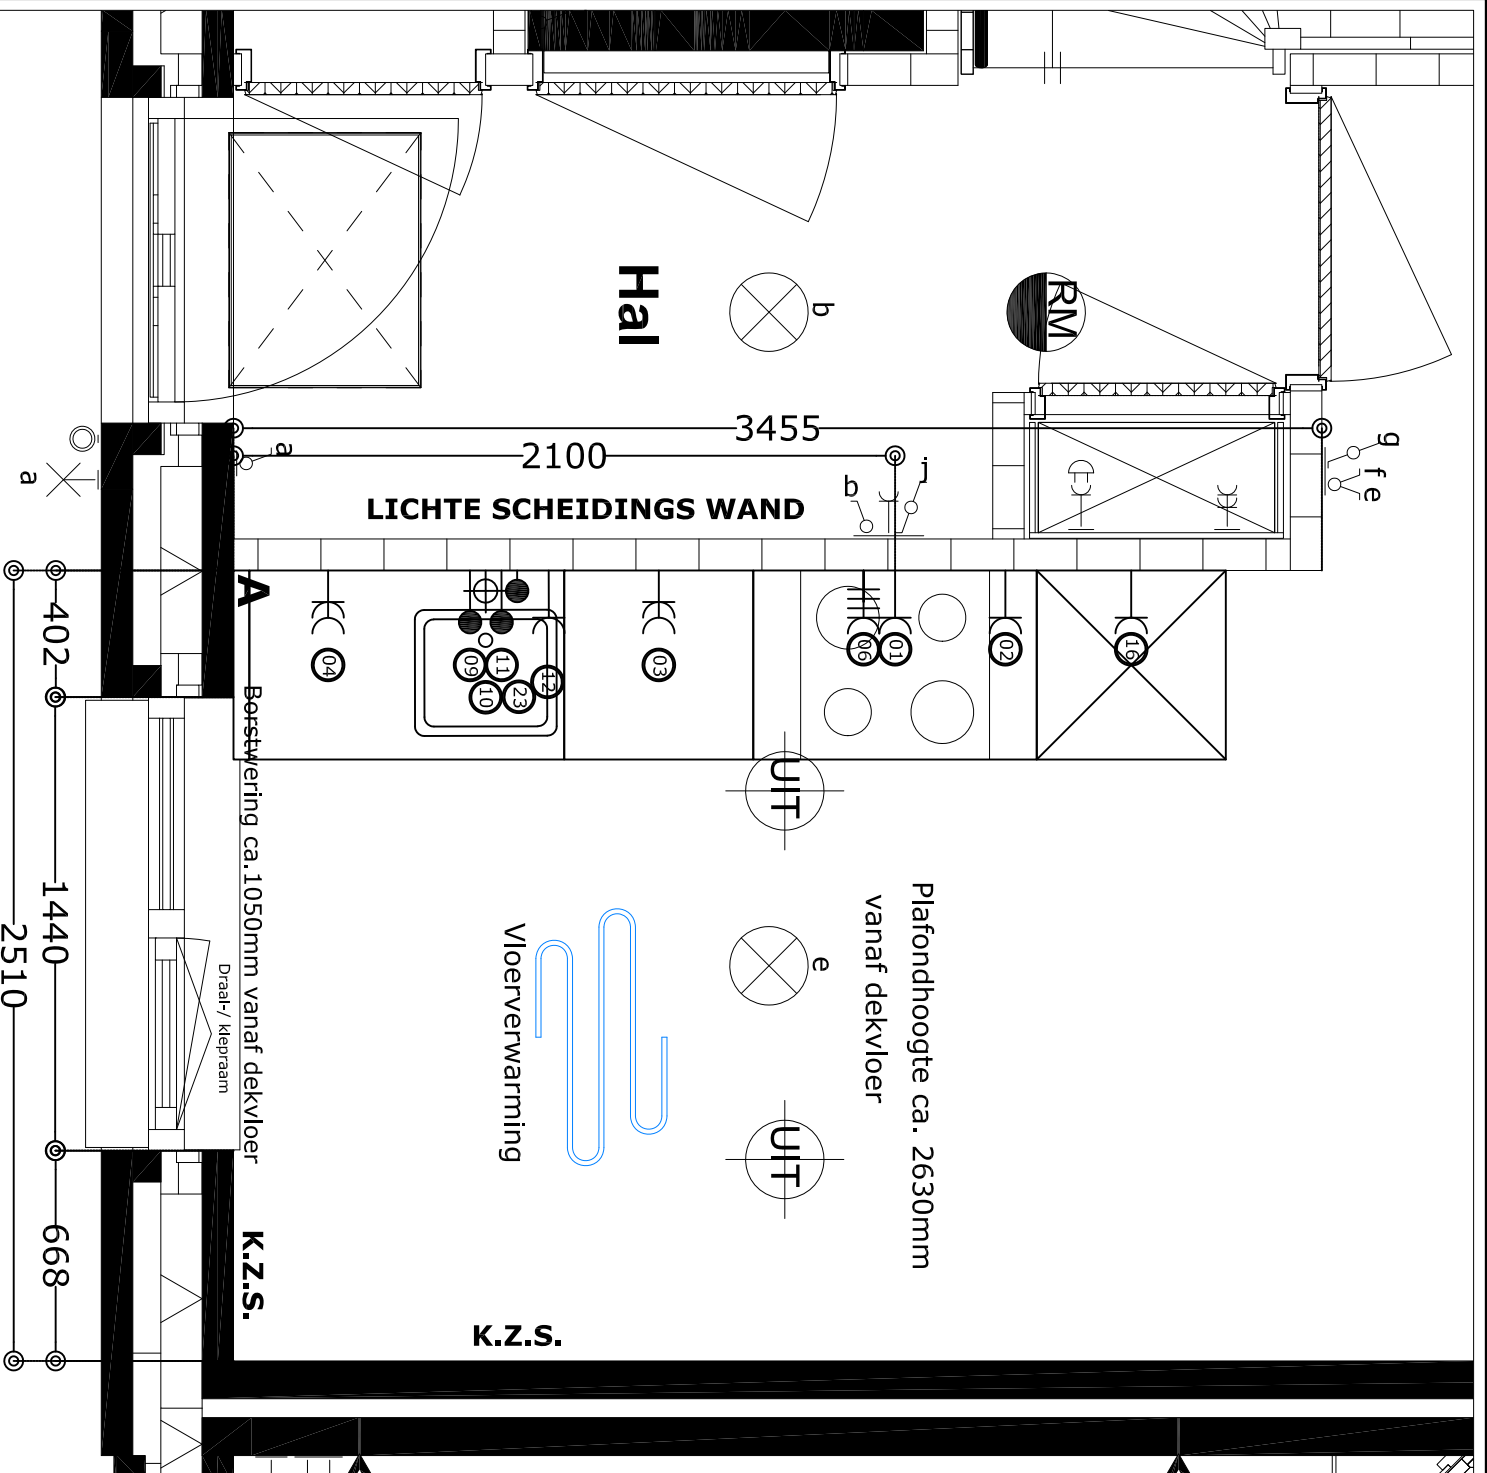 Hal
b
RM
3455
2100
a
a
g
f
e
b
j
LICHTE SCHEIDINGS WAND
A
402
1440
668
2510
04
09
11
10
23
12
03
06
01
02
16
UIT
Borstwering ca.1050mm vanaf dekvloer
Draai-/ kiepraam
Vloerverwarming
e
Plafondhoogte ca. 2630mm
vanaf dekvloer
UIT
K.Z.S.
K.Z.S.